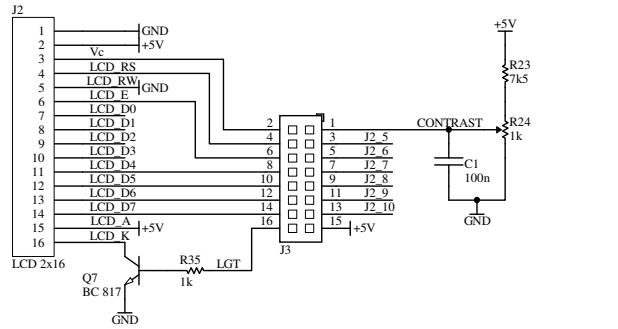 J2
1 GND
2 +5V
3 Vc
4 LCD_RS
5 LCD_RW GND
6 LCD_E
7 LCD_D0
8 LCD_D1
9 LCD_D2
10 LCD_D3
11 LCD_D4
12 LCD_D5
13 LCD_D6
14 LCD_D7
15 LCD_A +5V
16 LCD_K
LCD 2x16
2 1 CONTRAST
4 3 J2_5
6 5 J2_6
8 7 J2_7
10 9 J2_8
12 11 J2_9
14 13 J2_10
16 15 +5V
J3
+5V
R23
7k5
R24
1k
C1
100n
GND
R35
1k
LGT
Q7
BC 817
GND